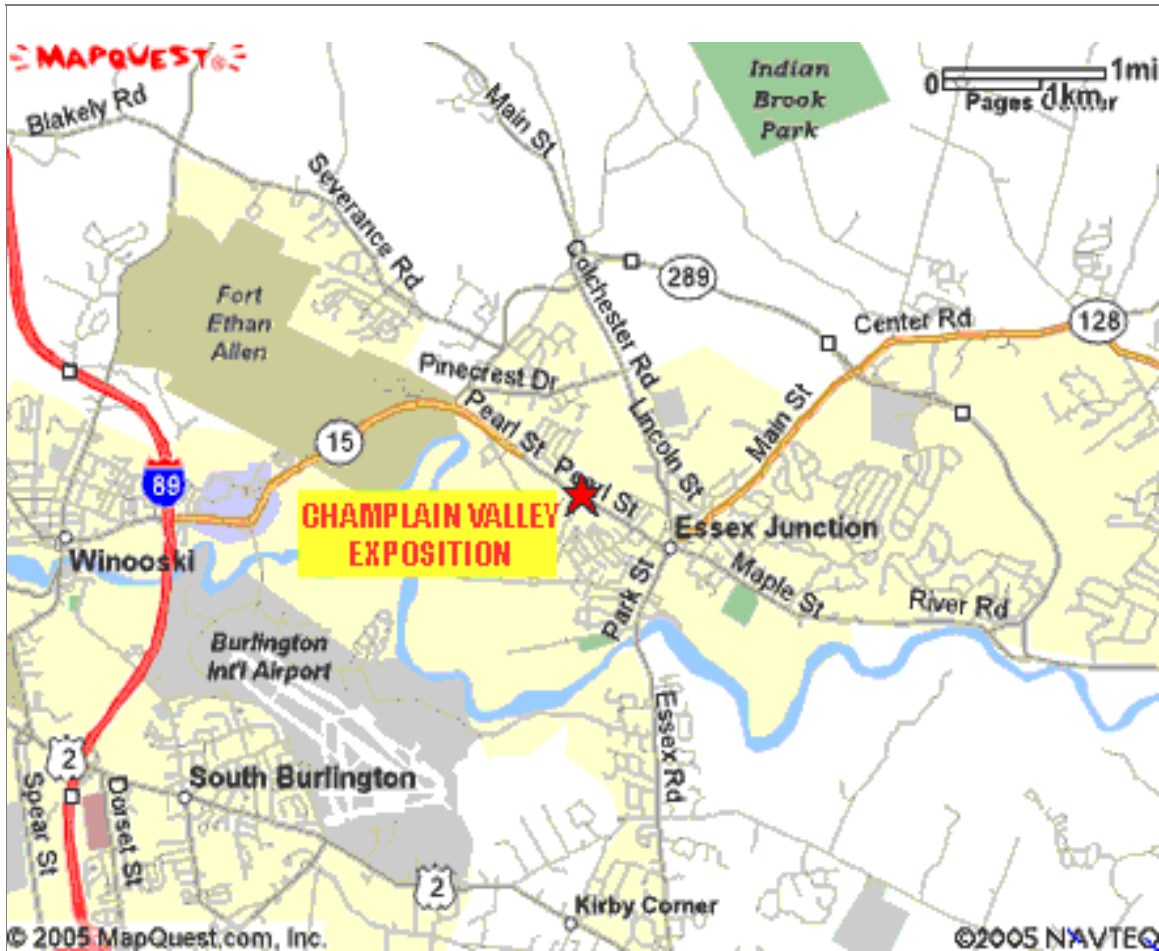 MAPQUEST®
Indian
Brook
Park
0
1mi
1km
Blakely Rd
Main St
Severance Rd
Colchester Rd
289
Center Rd
128
Fort
Ethan
Allen
Pinecrest Dr
Lincoln St
Main St
Pearl St
15
Pearl St
89
CHAMPLAIN VALLEY
EXPOSITION
Essex Junction
Winooski
Park St
Maple St
River Rd
Burlington
Int'l Airport
Essex Rd
2
South Burlington
Spear St
Dorset St
2
Kirby Corner
© 2005 MapQuest.com, Inc.
©2005 NAVTEQ